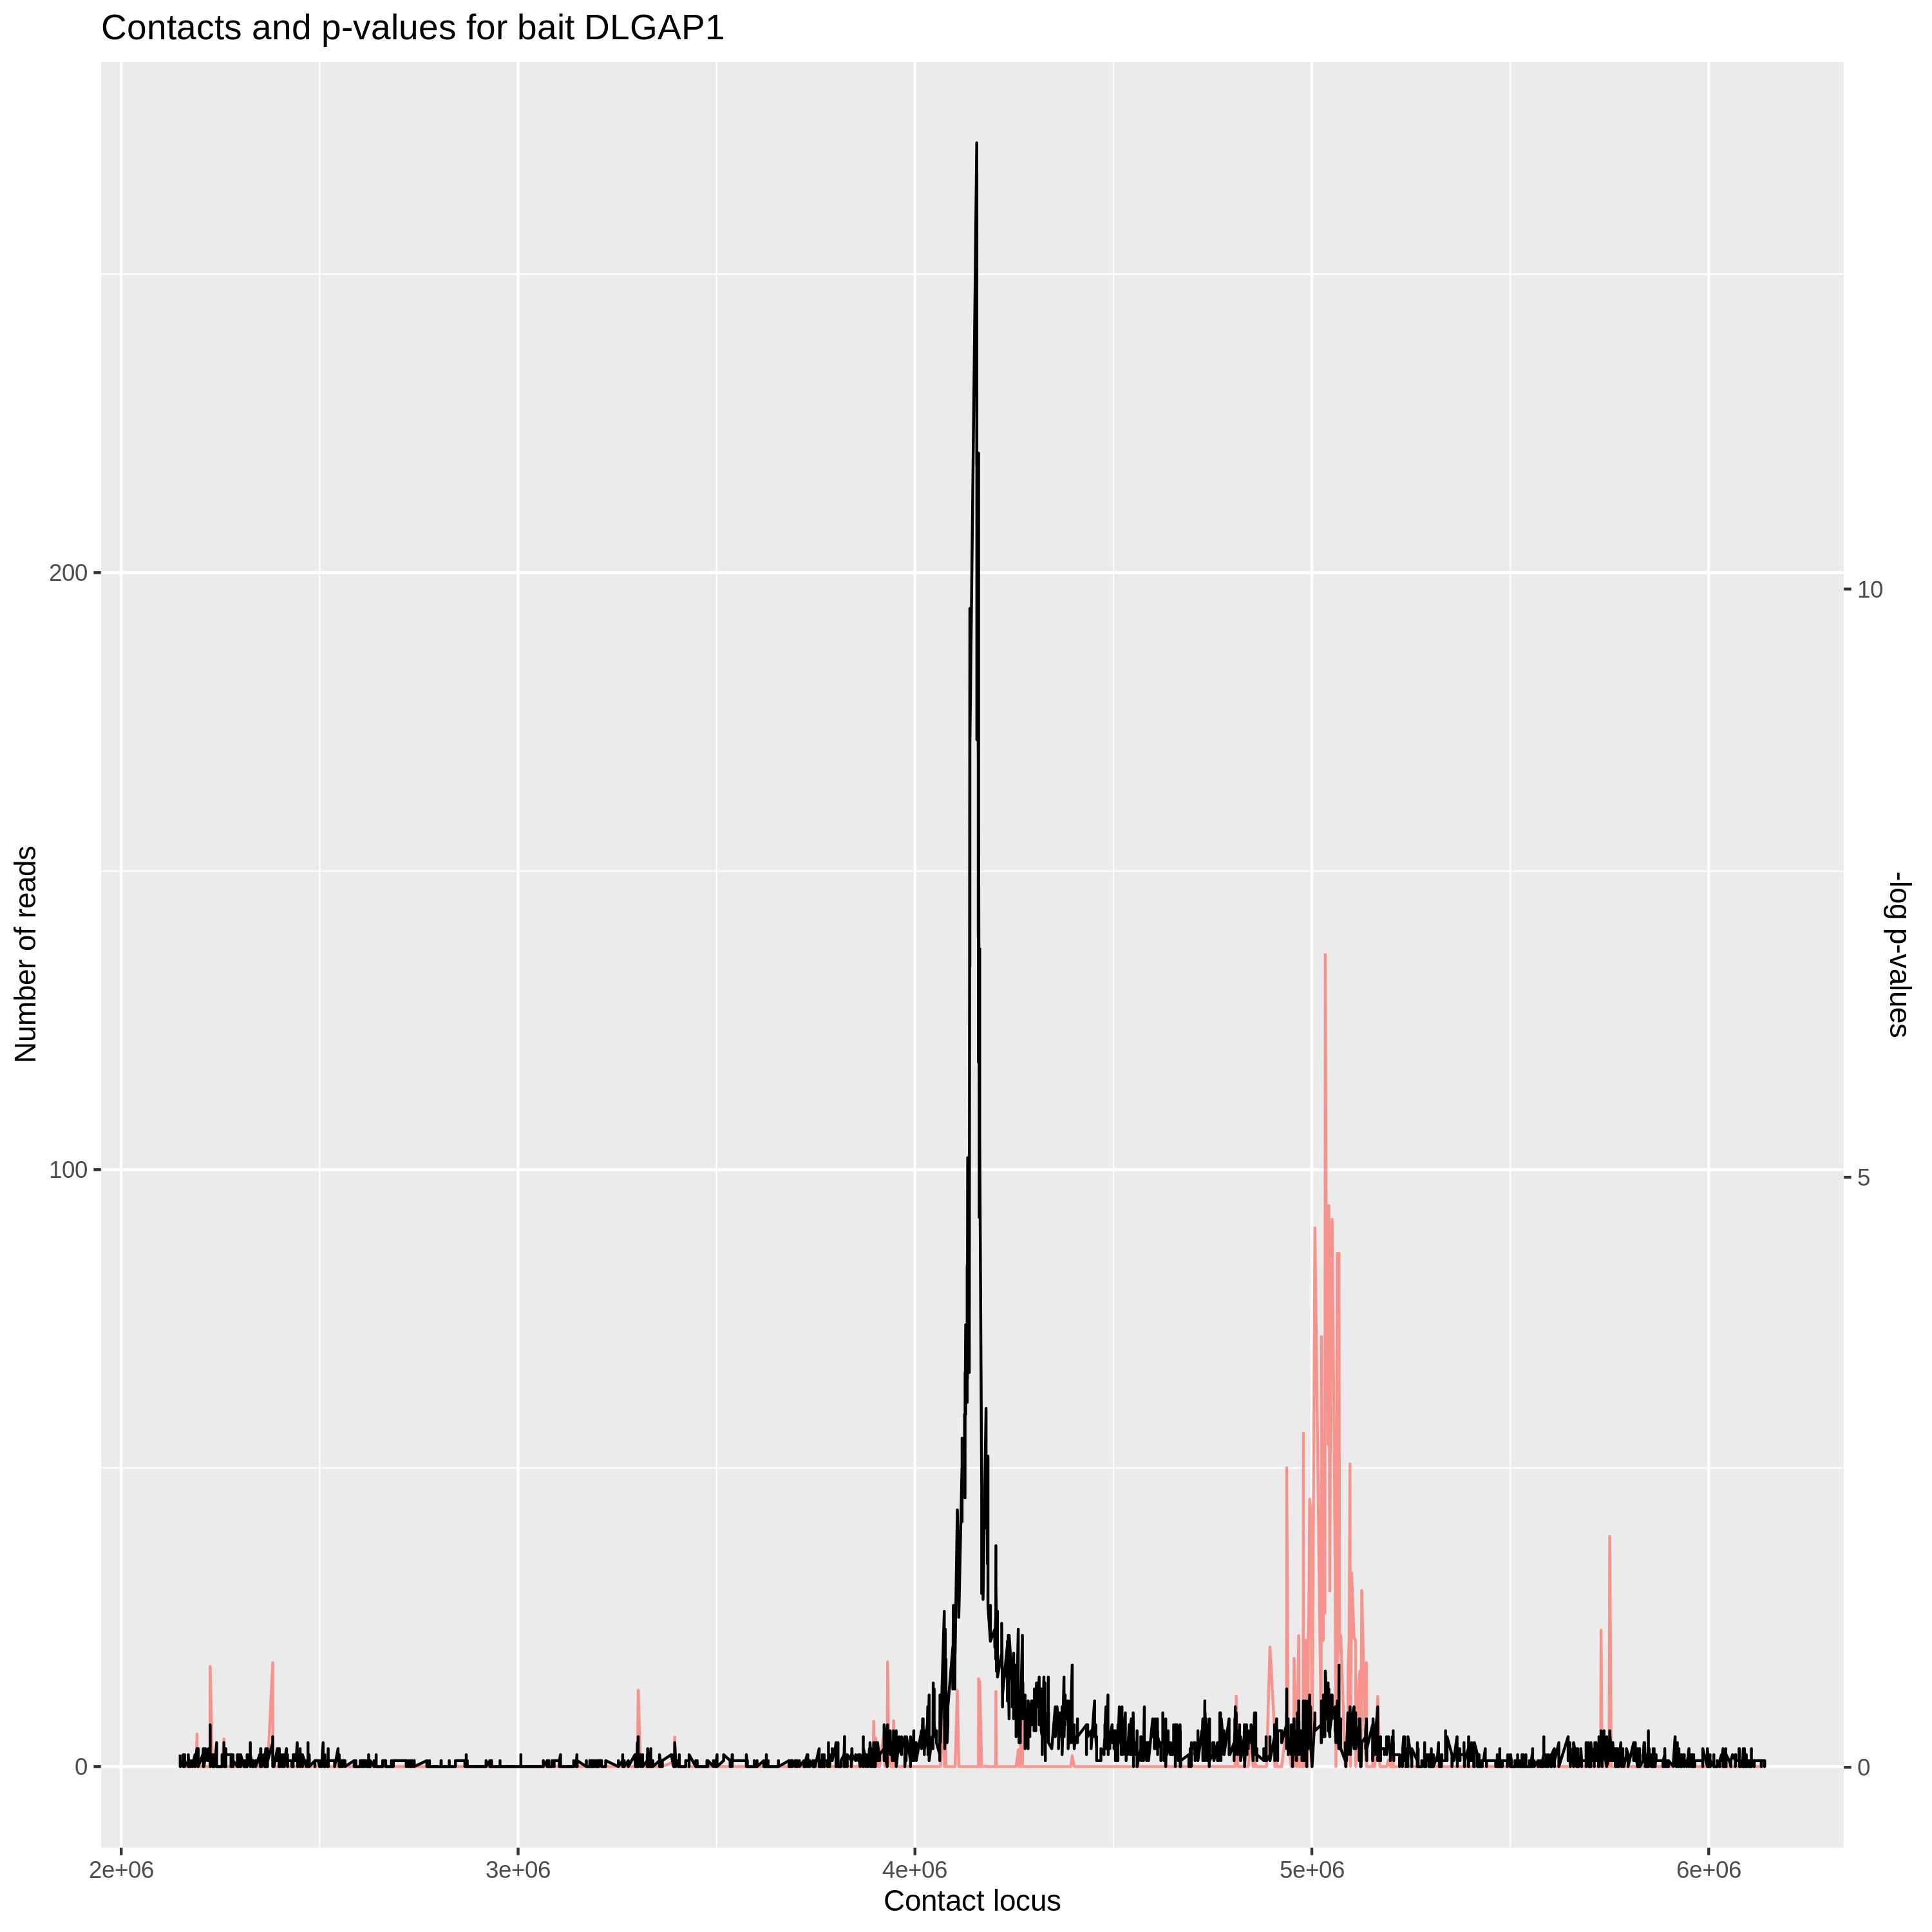 Contacts and p-values for bait DLGAP1
Number of reads
200
100
0
10
5
0
-log p-values
2e+06
3e+06
4e+06
5e+06
6e+06
Contact locus